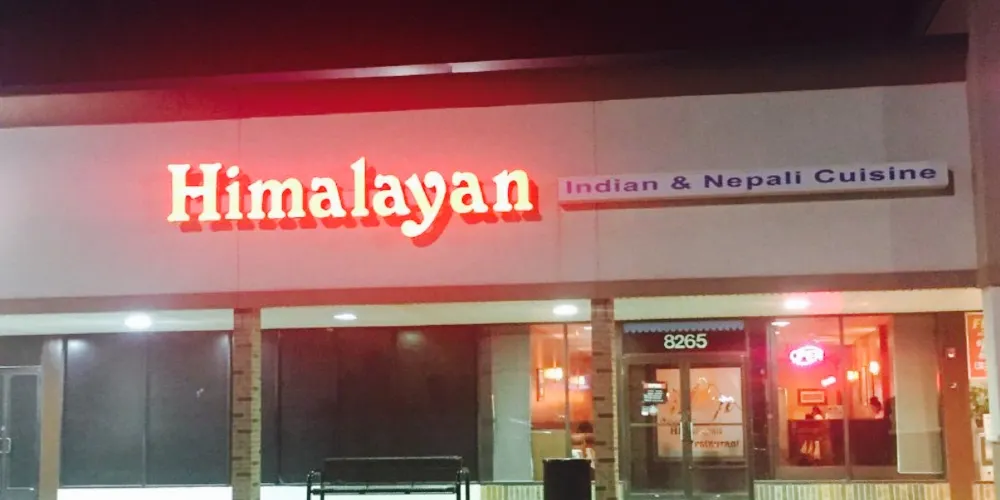 Himalayan
Indian & Nepali Cuisine
8265
OPEN